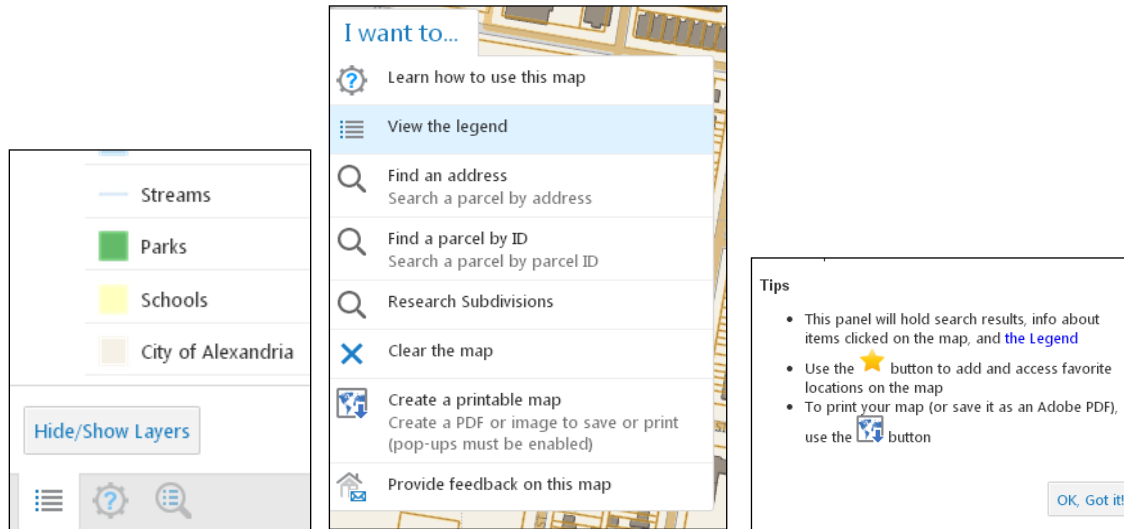 Streams
Parks
Schools
City of Alexandria
Hide/Show Layers
I want to...
Learn how to use this map
View the legend
Find an address
Search a parcel by address
Find a parcel by ID
Search a parcel by parcel ID
Research Subdivisions
Clear the map
Create a printable map
Create a PDF or image to save or print
(pop-ups must be enabled)
Provide feedback on this map
Tips
• This panel will hold search results, info about
items clicked on the map, and the Legend
• Use the button to add and access favorite
locations on the map
• To print your map (or save it as an Adobe PDF),
use the button
OK, Got it!